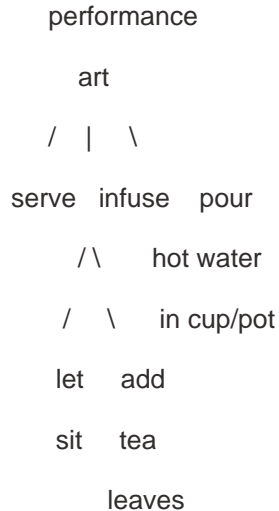 performance
art
/ | \
serve infuse pour
/ \ hot water
/ \ in cup/pot
let add
sit tea
leaves